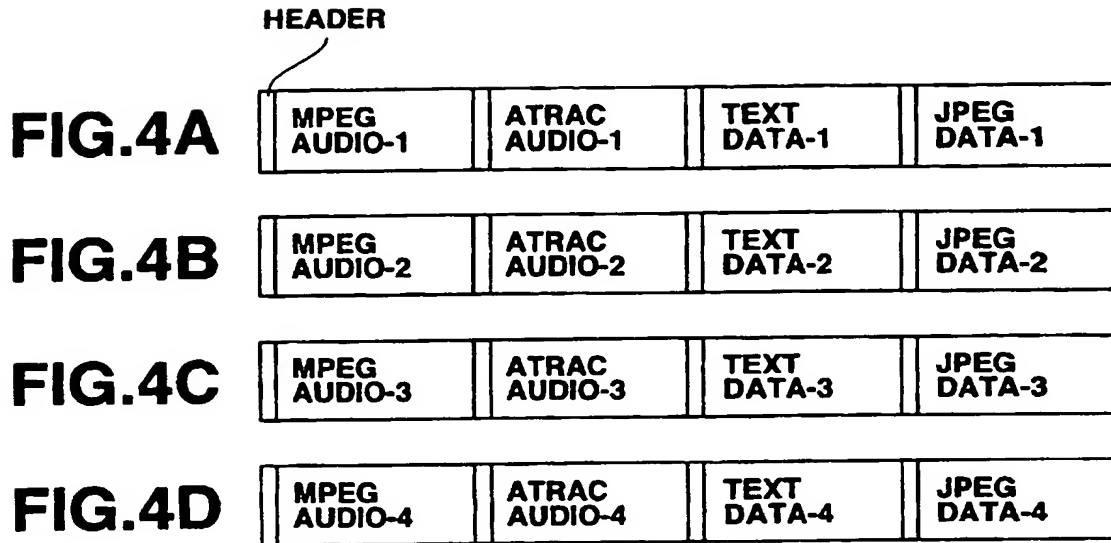 HEADER
FIG.4A
MPEG
AUDIO-1
ATRAC
AUDIO-1
TEXT
DATA-1
JPEG
DATA-1
FIG.4B
MPEG
AUDIO-2
ATRAC
AUDIO-2
TEXT
DATA-2
JPEG
DATA-2
FIG.4C
MPEG
AUDIO-3
ATRAC
AUDIO-3
TEXT
DATA-3
JPEG
DATA-3
FIG.4D
MPEG
AUDIO-4
ATRAC
AUDIO-4
TEXT
DATA-4
JPEG
DATA-4